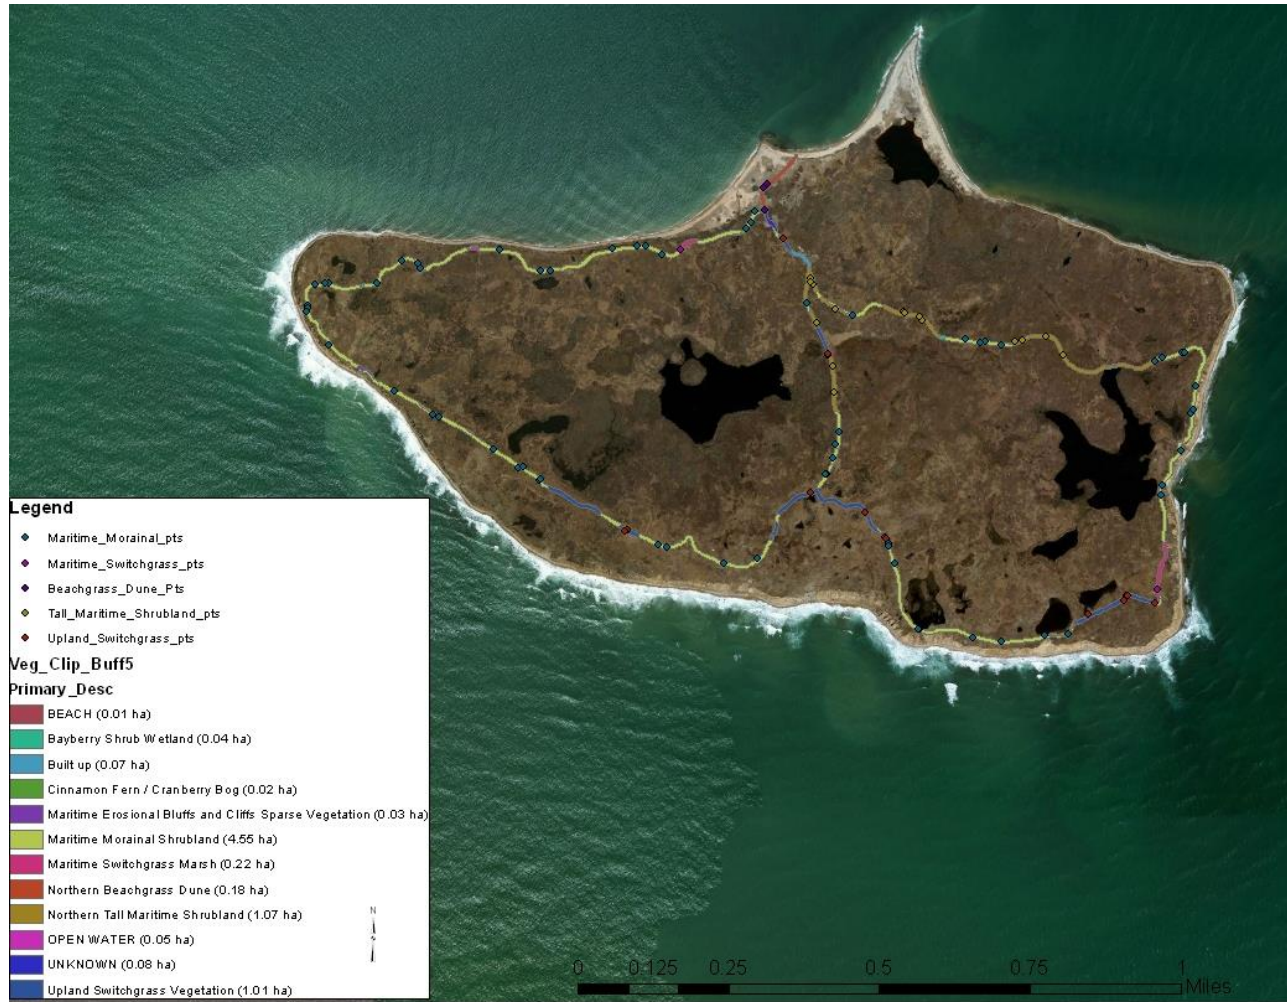 Legend
Maritime_Morainal_pts
Maritime_Switchgrass_pts
Beachgrass_Dune_Pts
Tall_Maritime_Shrubland_pts
Upland_Switchgrass_pts
Veg_Clip_Buff5
Primary_Desc
BEACH (0.01 ha)
Bayberry Shrub Wetland (0.04 ha)
Built up (0.07 ha)
Cinnamon Fern / Cranberry Bog (0.02 ha)
Maritime Erosional Bluffs and Cliffs Sparse Vegetation (0.03 ha)
Maritime Morainal Shrubland (4.55 ha)
Maritime Switchgrass Marsh (0.22 ha)
Northern Beachgrass Dune (0.18 ha)
Northern Tall Maritime Shrubland (1.07 ha)
OPEN WATER (0.05 ha)
UNKNOWN (0.08 ha)
Upland Switchgrass Vegetation (1.01 ha)
N
0 0.125 0.25 0.5 0.75 1
Miles